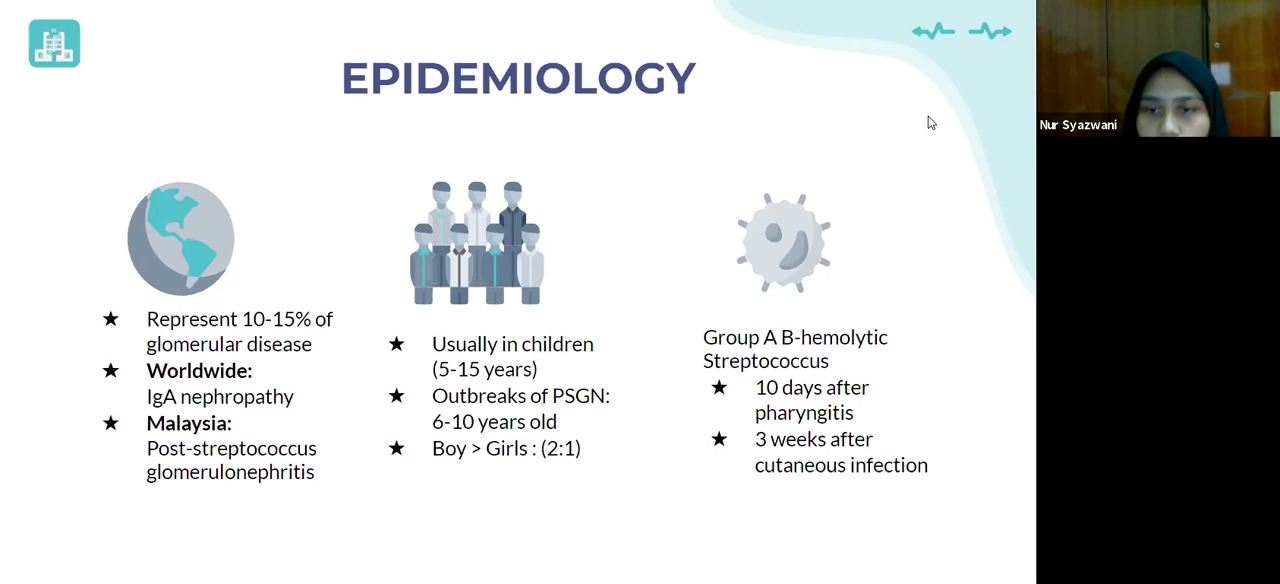 EPIDEMIOLOGY
Nur Syazwani
★ Represent 10-15% of
glomerular disease
★ Worldwide:
IgA nephropathy
★ Malaysia:
Post-streptococcus
glomerulonephritis
★ Usually in children
(5-15 years)
★ Outbreaks of PSGN:
6-10 years old
★ Boy > Girls : (2:1)
Group A B-hemolytic
Streptococcus
★ 10 days after
pharyngitis
★ 3 weeks after
cutaneous infection